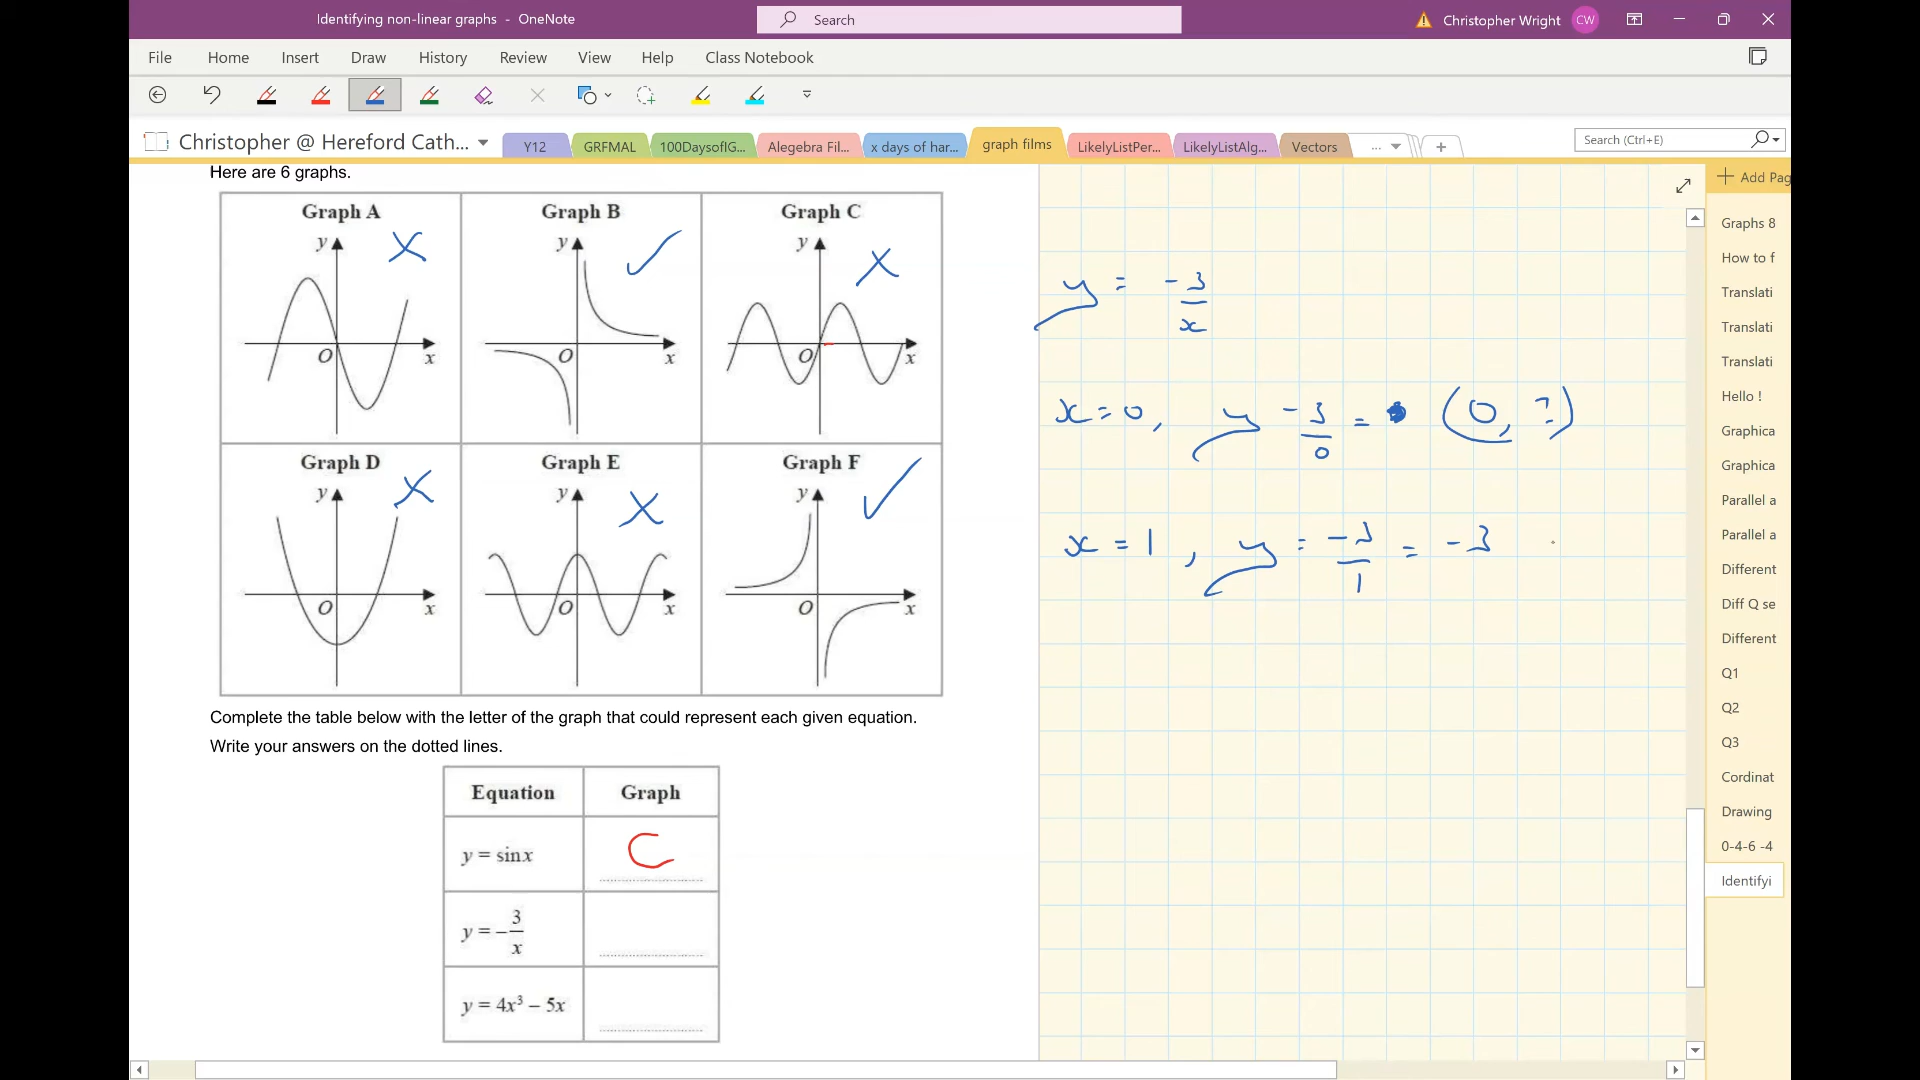 Identifying non-linear graphs - OneNote
Search
Christopher Wright CW
File Home Insert Draw History Review View Help Class Notebook
Christopher @ Hereford Cath...
Y12 GRFMAL 100DaysofIG... Alegebra Fil... x days of har... graph films LikelyListPer... LikelyListAlg... Vectors ... +
Search (Ctrl+E)
Here are 6 graphs.
Graph A Graph B Graph C
y x O
y x O
y x O
Graph D Graph E Graph F
y x O
y x O
y x O
Complete the table below with the letter of the graph that could represent each given equation.
Write your answers on the dotted lines.
Equation Graph
y = sinx C
y = -3/x
y = 4x³ – 5x
y = -3/x
x = 0, y -3/0 = (0, ?)
x = 1, y = -3/1 = -3
Add Pag
Graphs 8
How to f
Translati
Translati
Translati
Hello !
Graphica
Graphica
Parallel a
Parallel a
Different
Diff Q se
Different
Q1
Q2
Q3
Cordinat
Drawing
0-4-6 -4
Identifyi